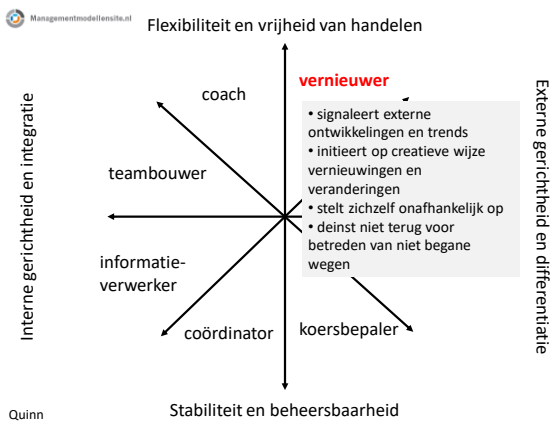 Managementmodellensite.nl
Flexibiliteit en vrijheid van handelen
vernieuwer
coach
• signaleert externe
ontwikkelingen en trends
• initieert op creatieve wijze
vernieuwingen en
veranderingen
• stelt zichzelf onafhankelijk op
• deinst niet terug voor
betreden van niet begane
wegen
teambouwer
informatie-
verwerker
coördinator
koersbepaler
Interne gerichtheid en integratie
Externe gerichtheid en differentiatie
Stabiliteit en beheersbaarheid
Quinn